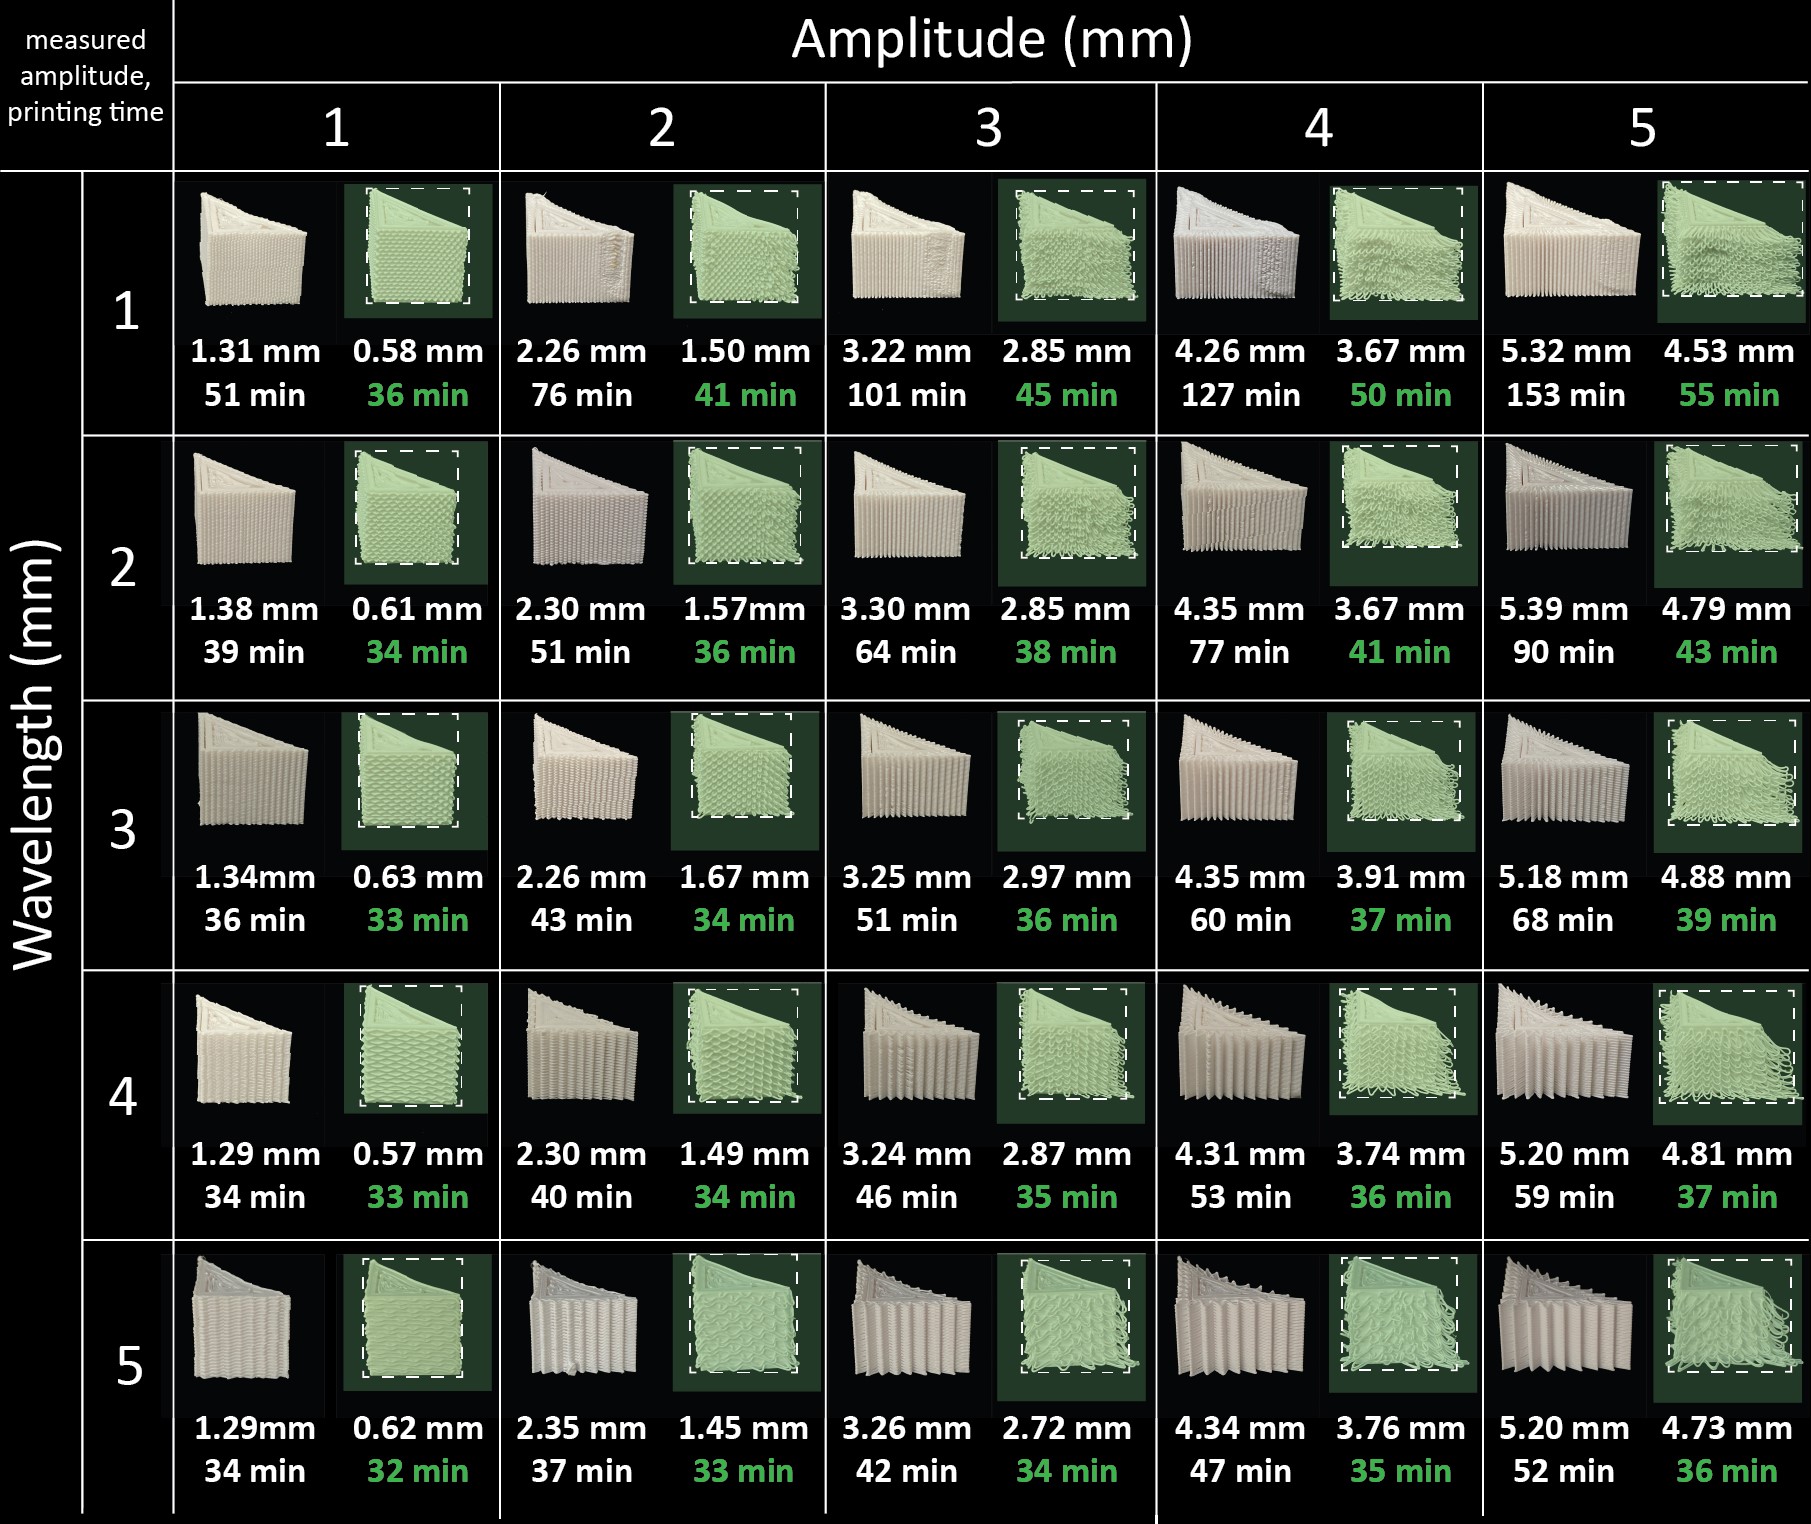 measured
amplitude,
printing time
Amplitude (mm)
1 2 3 4 5
Wavelength (mm)
1
1.31 mm 0.58 mm 2.26 mm 1.50 mm 3.22 mm 2.85 mm 4.26 mm 3.67 mm 5.32 mm 4.53 mm
51 min 36 min 76 min 41 min 101 min 45 min 127 min 50 min 153 min 55 min
2
1.38 mm 0.61 mm 2.30 mm 1.57mm 3.30 mm 2.85 mm 4.35 mm 3.67 mm 5.39 mm 4.79 mm
39 min 34 min 51 min 36 min 64 min 38 min 77 min 41 min 90 min 43 min
3
1.34mm 0.63 mm 2.26 mm 1.67 mm 3.25 mm 2.97 mm 4.35 mm 3.91 mm 5.18 mm 4.88 mm
36 min 33 min 43 min 34 min 51 min 36 min 60 min 37 min 68 min 39 min
4
1.29 mm 0.57 mm 2.30 mm 1.49 mm 3.24 mm 2.87 mm 4.31 mm 3.74 mm 5.20 mm 4.81 mm
34 min 33 min 40 min 34 min 46 min 35 min 53 min 36 min 59 min 37 min
5
1.29mm 0.62 mm 2.35 mm 1.45 mm 3.26 mm 2.72 mm 4.34 mm 3.76 mm 5.20 mm 4.73 mm
34 min 32 min 37 min 33 min 42 min 34 min 47 min 35 min 52 min 36 min